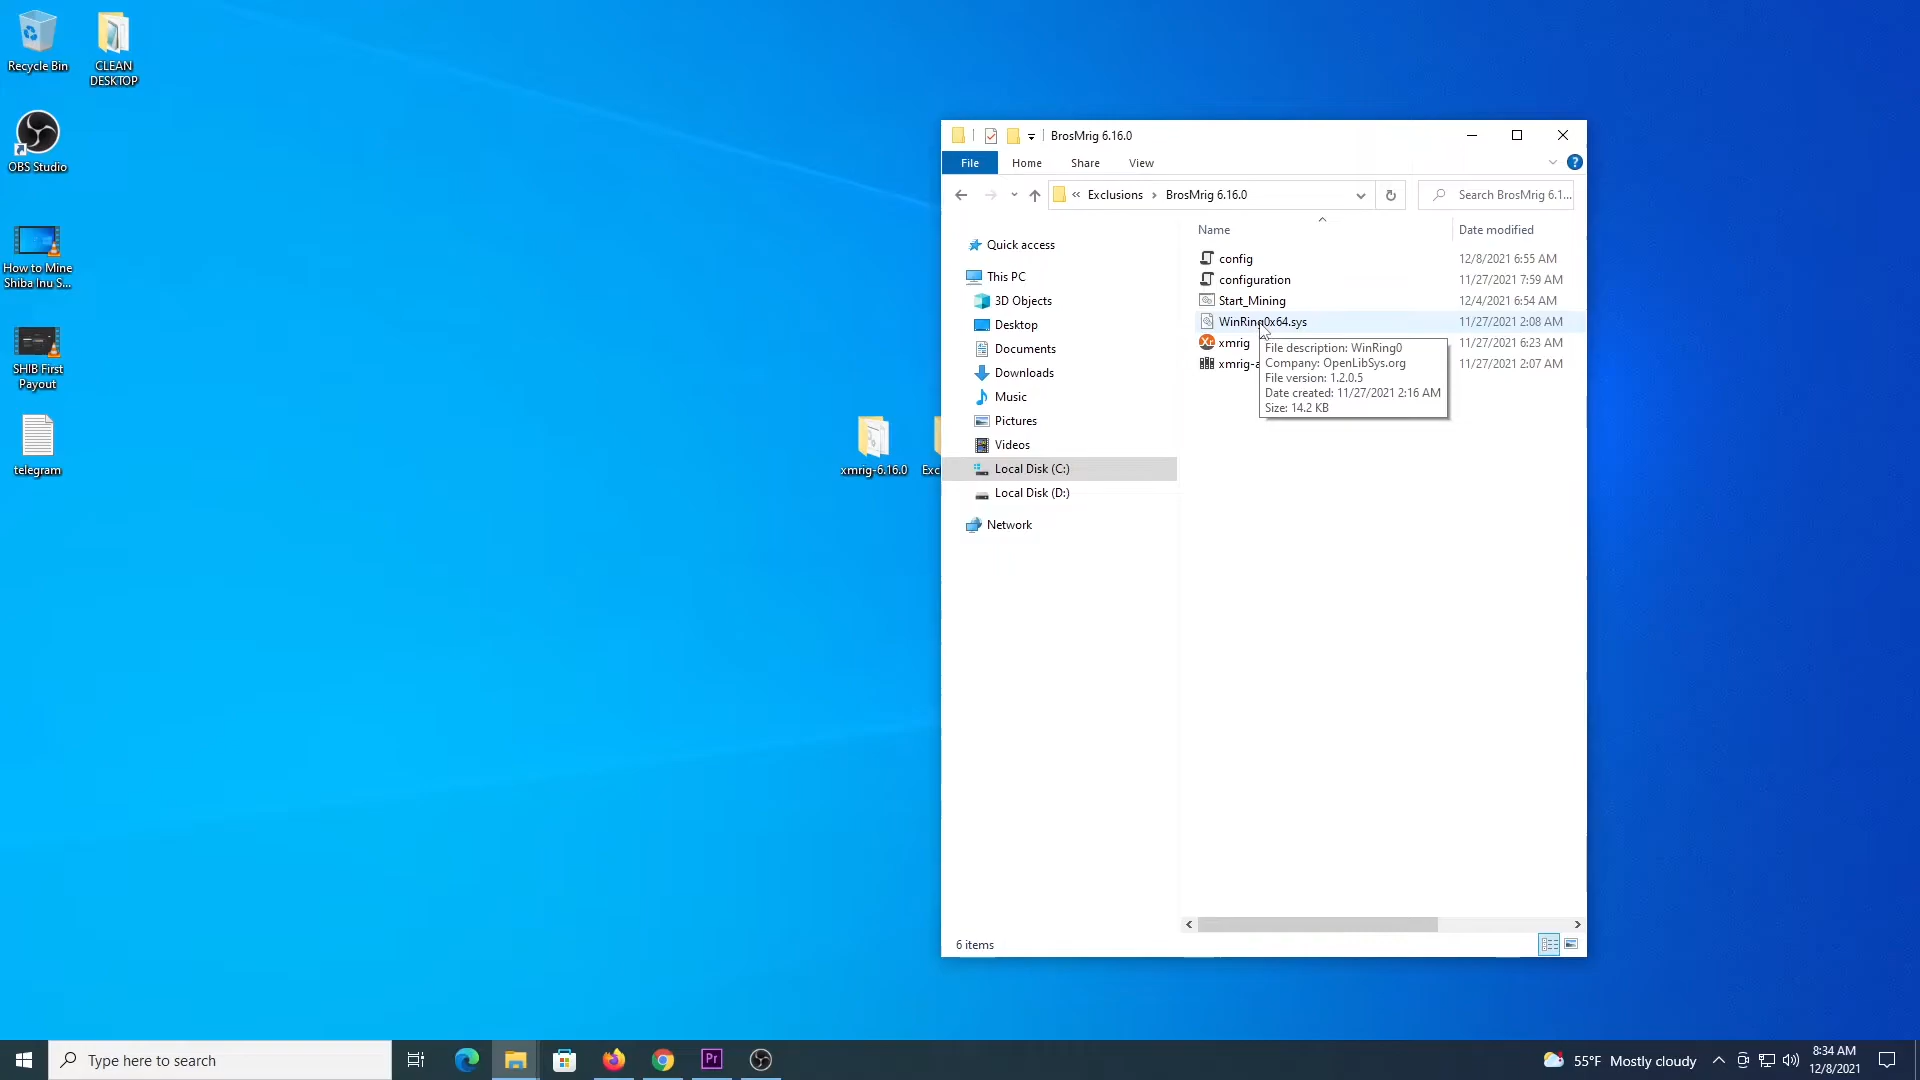 Recycle Bin
CLEAN
DESKTOP
OBS Studio
How to Mine
Shiba Inu S...
SHIB First
Payout
telegram
xmrig-6.16.0
Exc
BrosMrig 6.16.0
File
Home
Share
View
Exclusions
BrosMrig 6.16.0
Search BrosMrig 6.1...
Quick access
This PC
3D Objects
Desktop
Documents
Downloads
Music
Pictures
Videos
Local Disk (C:)
Local Disk (D:)
Network
Name
Date modified
config
12/8/2021 6:55 AM
configuration
11/27/2021 7:59 AM
Start_Mining
12/4/2021 6:54 AM
WinRing0x64.sys
11/27/2021 2:08 AM
xmrig
11/27/2021 6:23 AM
xmrig-a
11/27/2021 2:07 AM
File description: WinRing0
Company: OpenLibSys.org
File version: 1.2.0.5
Date created: 11/27/2021 2:16 AM
Size: 14.2 KB
6 items
Type here to search
Pr
55°F Mostly cloudy
8:34 AM
12/8/2021